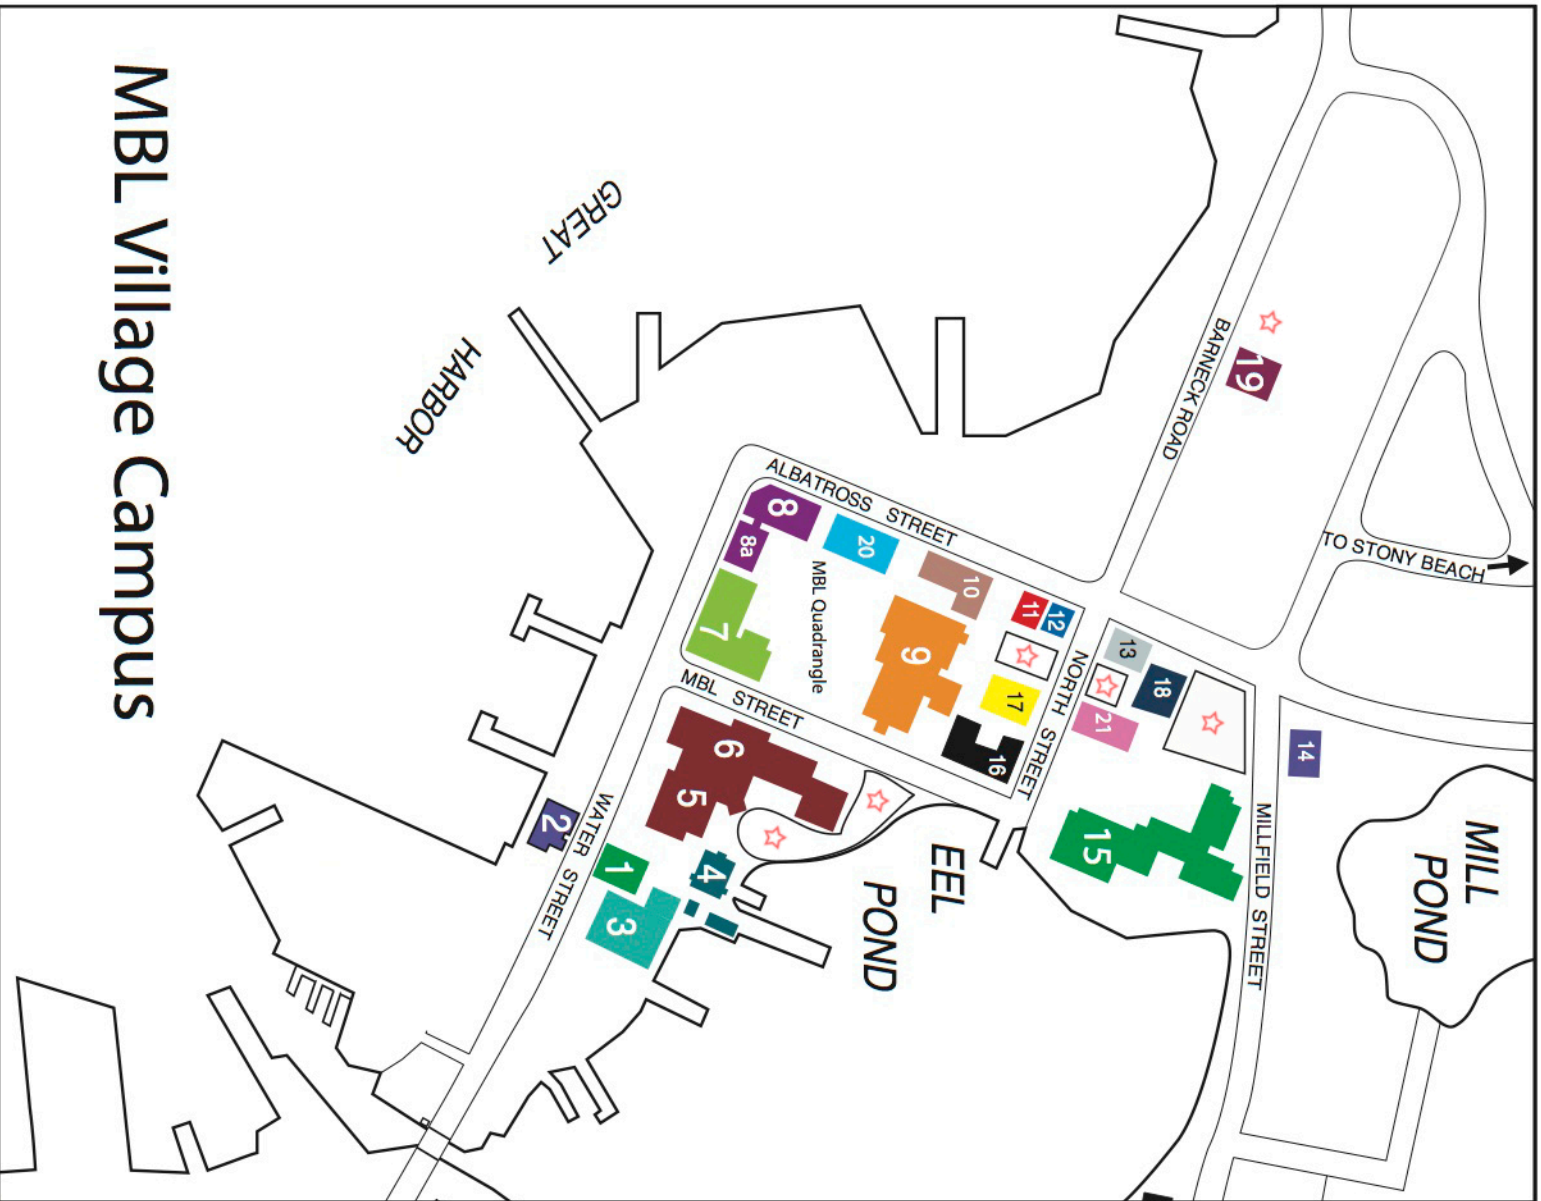 MBL Village Campus
GREAT
HARBOR
BARNECK ROAD
19
TO STONY BEACH
ALBATROSS STREET
8
8a
20
10
11
12
MBL Quadrangle
7
9
17
16
NORTH STREET
13
18
21
14
MBL STREET
6
5
15
MILLFIELD STREET
MILL
POND
EEL
POND
WATER STREET
2
1
4
3